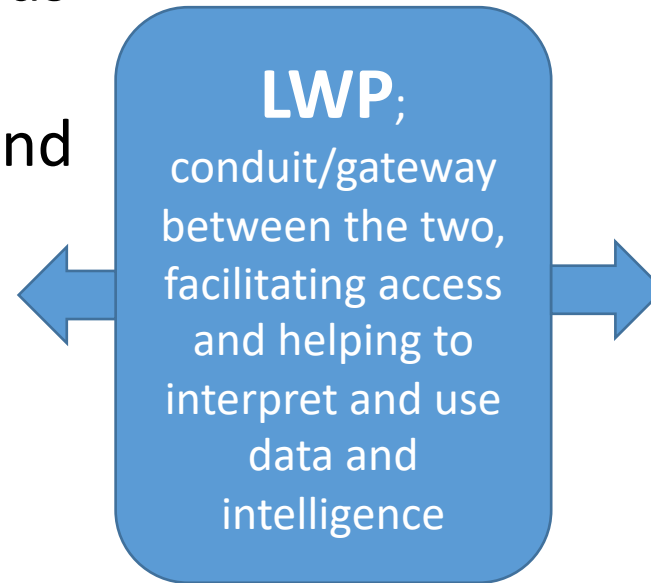 LWP;
nd
conduit/gateway
between the two,
facilitating access
and helping to
interpret and use
data and
intelligence